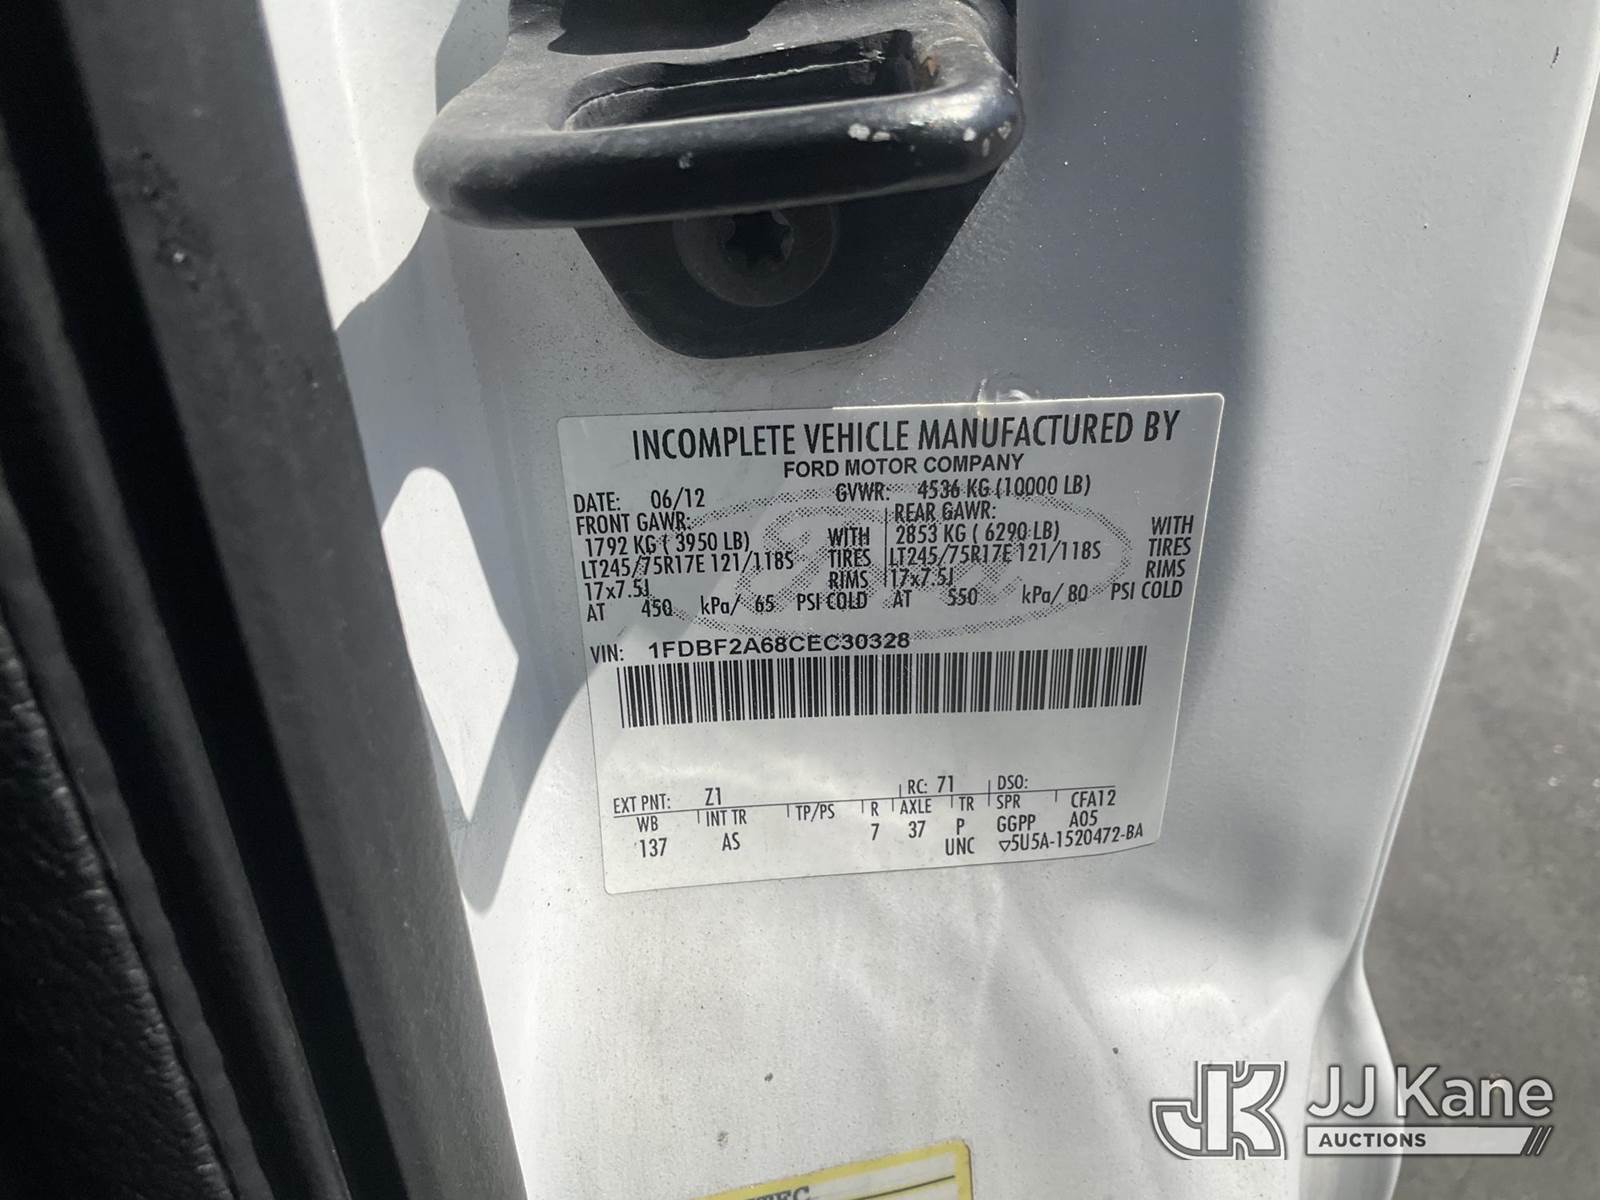 INCOMPLETE VEHICLE MANUFACTURED BY
FORD MOTOR COMPANY
DATE: 06/12 GVWR: 4536 KG (10000 LB)
FRONT GAWR: REAR GAWR:
1792 KG ( 3950 LB) WITH 2853 KG ( 6290 LB) WITH
LT245/75R17E 121/118S TIRES LT245/75R17E 121/118S TIRES
17x7.5J RIMS 17x7.5J RIMS
AT 450 kPa/ 65 PSI COLD AT 550 kPa/ 80 PSI COLD
VIN: 1FDBF2A68CEC30328
EXT PNT: Z1 RC: 71 DSO:
WB INT TR TP/PS R AXLE TR SPR CFA12
137 AS 7 37 P GGPP A05
UNC ▽5U5A-1520472-BA
JK JJ Kane
AUCTIONS